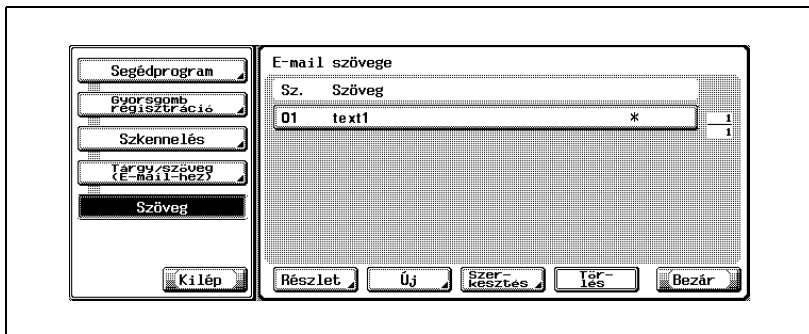 Segédprogram
Gyorsgomb
regisztráció
Szkennelés
Tárgy/szöveg
(E-mail-hez)
Szöveg
Kilép
E-mail szövege
Sz. Szöveg
01 text1 *
1
1
Részlet
Új
Szer-
kesztés
Tör-
lés
Bezár